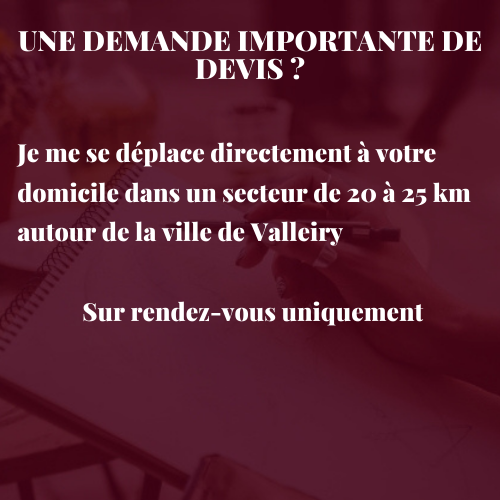 UNE DEMANDE IMPORTANTE DE
DEVIS ?
Je me se déplace directement à votre
domicile dans un secteur de 20 à 25 km
autour de la ville de Valleiry
Sur rendez-vous uniquement